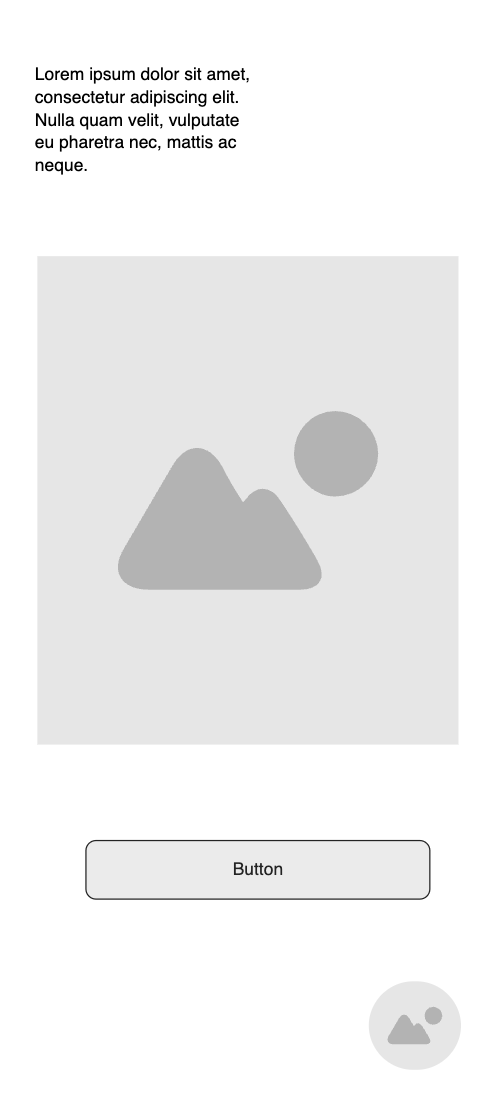 Lorem ipsum dolor sit amet,
consectetur adipiscing elit.
Nulla quam velit, vulputate
eu pharetra nec, mattis ac
neque.
Button